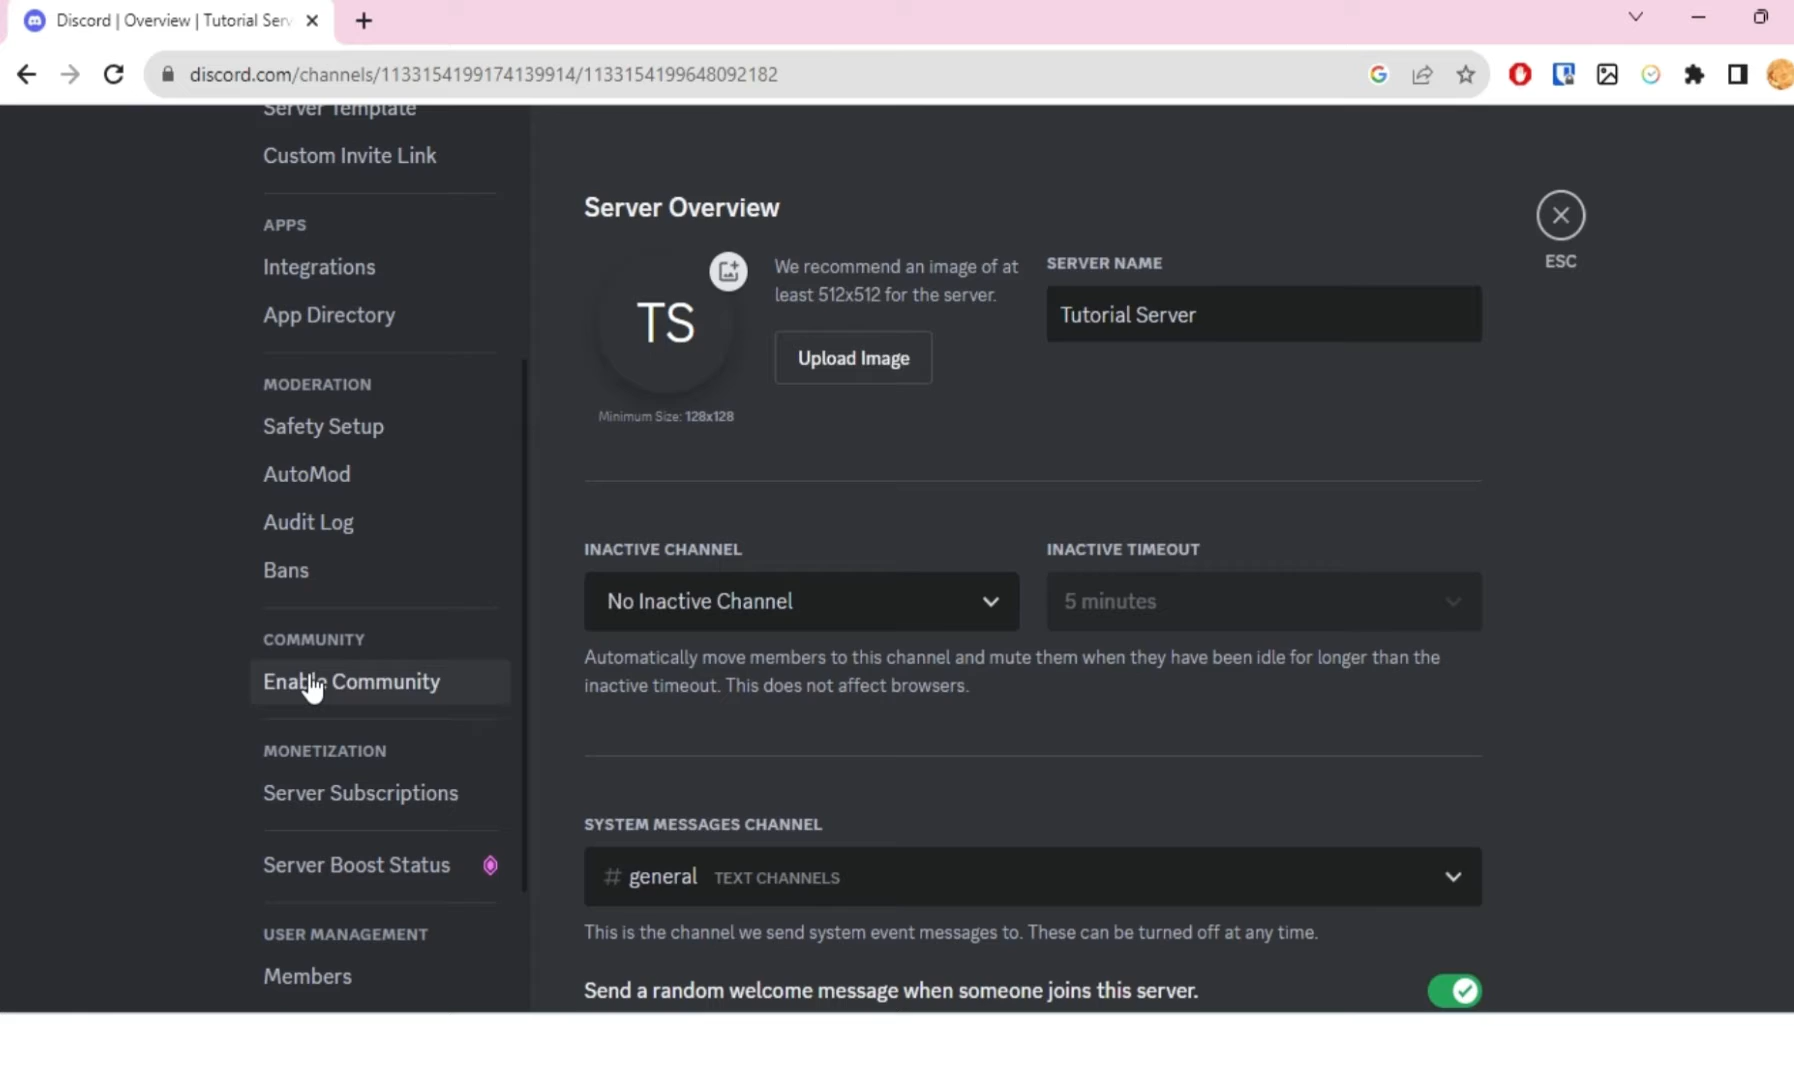 Discord | Overview | Tutorial Serv
discord.com/channels/1133154199174139914/1133154199648092182
Server Template
Custom Invite Link
APPS
Integrations
App Directory
MODERATION
Safety Setup
AutoMod
Audit Log
Bans
COMMUNITY
Enable Community
MONETIZATION
Server Subscriptions
Server Boost Status
USER MANAGEMENT
Members
Server Overview
TS
Minimum Size: 128x128
We recommend an image of at
least 512x512 for the server.
Upload Image
SERVER NAME
Tutorial Server
ESC
INACTIVE CHANNEL
No Inactive Channel
INACTIVE TIMEOUT
5 minutes
Automatically move members to this channel and mute them when they have been idle for longer than the
inactive timeout. This does not affect browsers.
SYSTEM MESSAGES CHANNEL
# general TEXT CHANNELS
This is the channel we send system event messages to. These can be turned off at any time.
Send a random welcome message when someone joins this server.